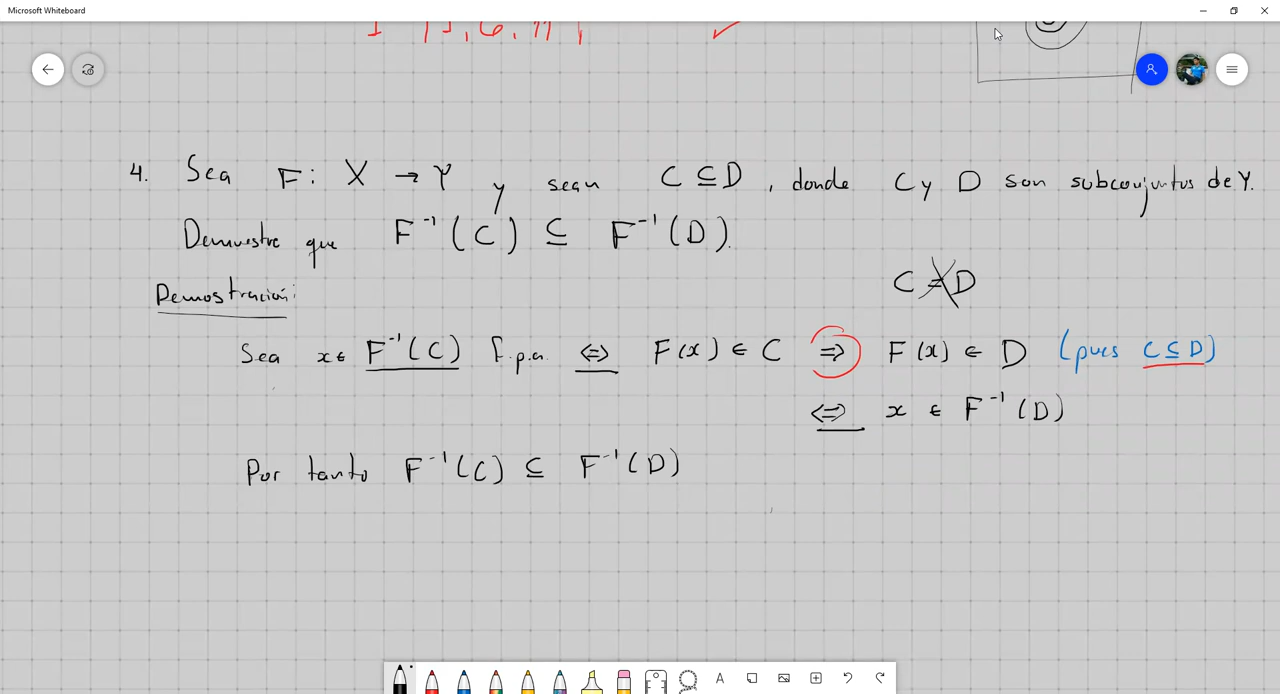 Microsoft Whiteboard
4. Sea F: X → Y y sean C ⊆ D, donde C y D son subconjuntos de Y.
Demuestre que F⁻¹(C) ⊆ F⁻¹(D).
C = D
Demostración:
Sea x ∈ F⁻¹(C) f.p.a. ⇔ F(x) ∈ C ⇒ F(x) ∈ D (pues C ⊆ D)
⇔ x ∈ F⁻¹(D)
Por tanto F⁻¹(C) ⊆ F⁻¹(D)